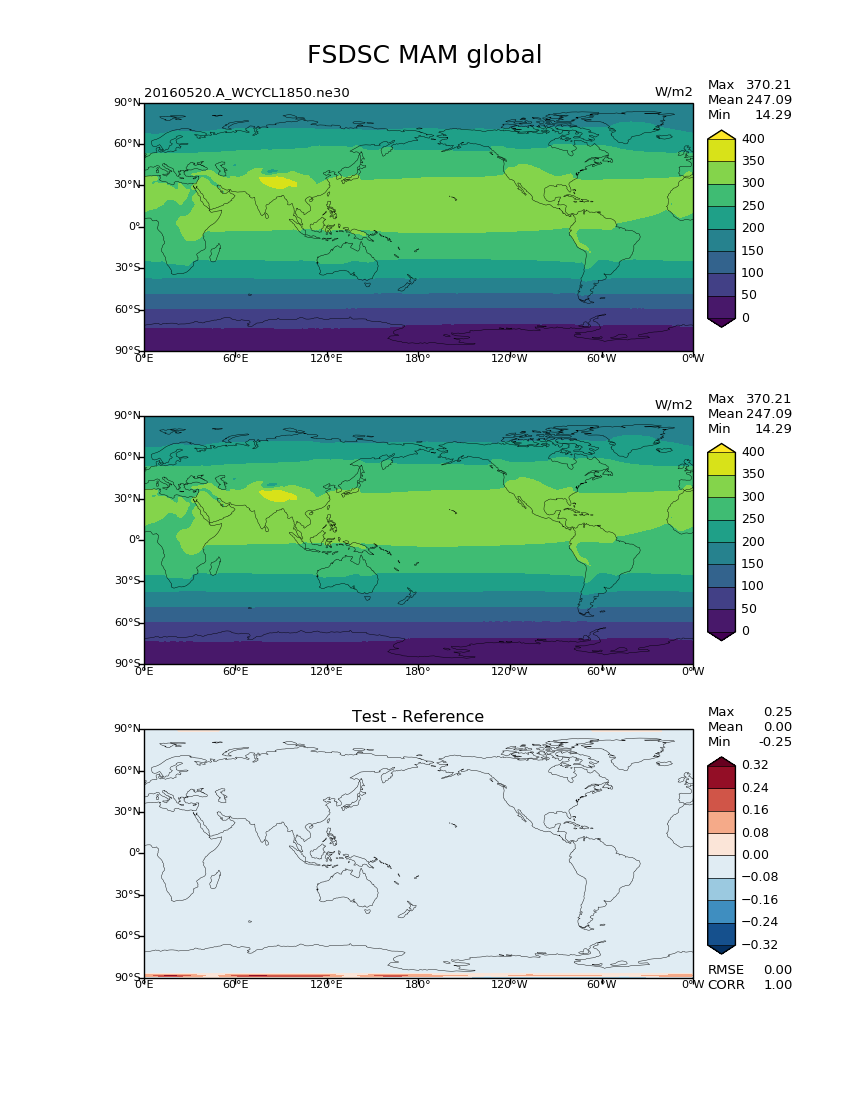 FSDSC MAM global
20160520.A_WCYCL1850.ne30
W/m2
Max 370.21
Mean 247.09
Min 14.29
90°N
60°N
30°N
0°
30°S
60°S
90°S
0°E 60°E 120°E 180° 120°W 60°W 0°W
400
350
300
250
200
150
100
50
0
W/m2
Max 370.21
Mean 247.09
Min 14.29
90°N
60°N
30°N
0°
30°S
60°S
90°S
0°E 60°E 120°E 180° 120°W 60°W 0°W
400
350
300
250
200
150
100
50
0
Test - Reference
Max 0.25
Mean 0.00
Min -0.25
90°N
60°N
30°N
0°
30°S
60°S
90°S
0°E 60°E 120°E 180° 120°W 60°W 0°W
0.32
0.24
0.16
0.08
0.00
−0.08
−0.16
−0.24
−0.32
RMSE 0.00
CORR 1.00